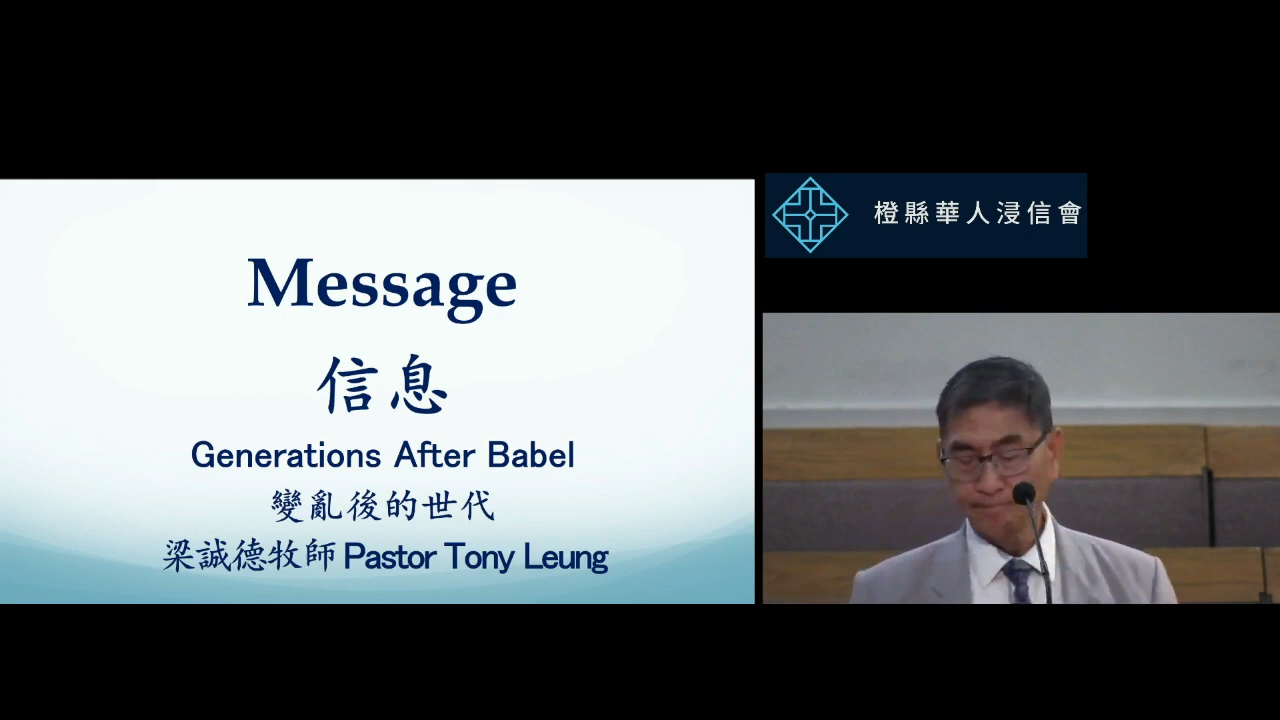 Message
信息
Generations After Babel
變亂後的世代
梁誠德牧師 Pastor Tony Leung
橙縣華人浸信會